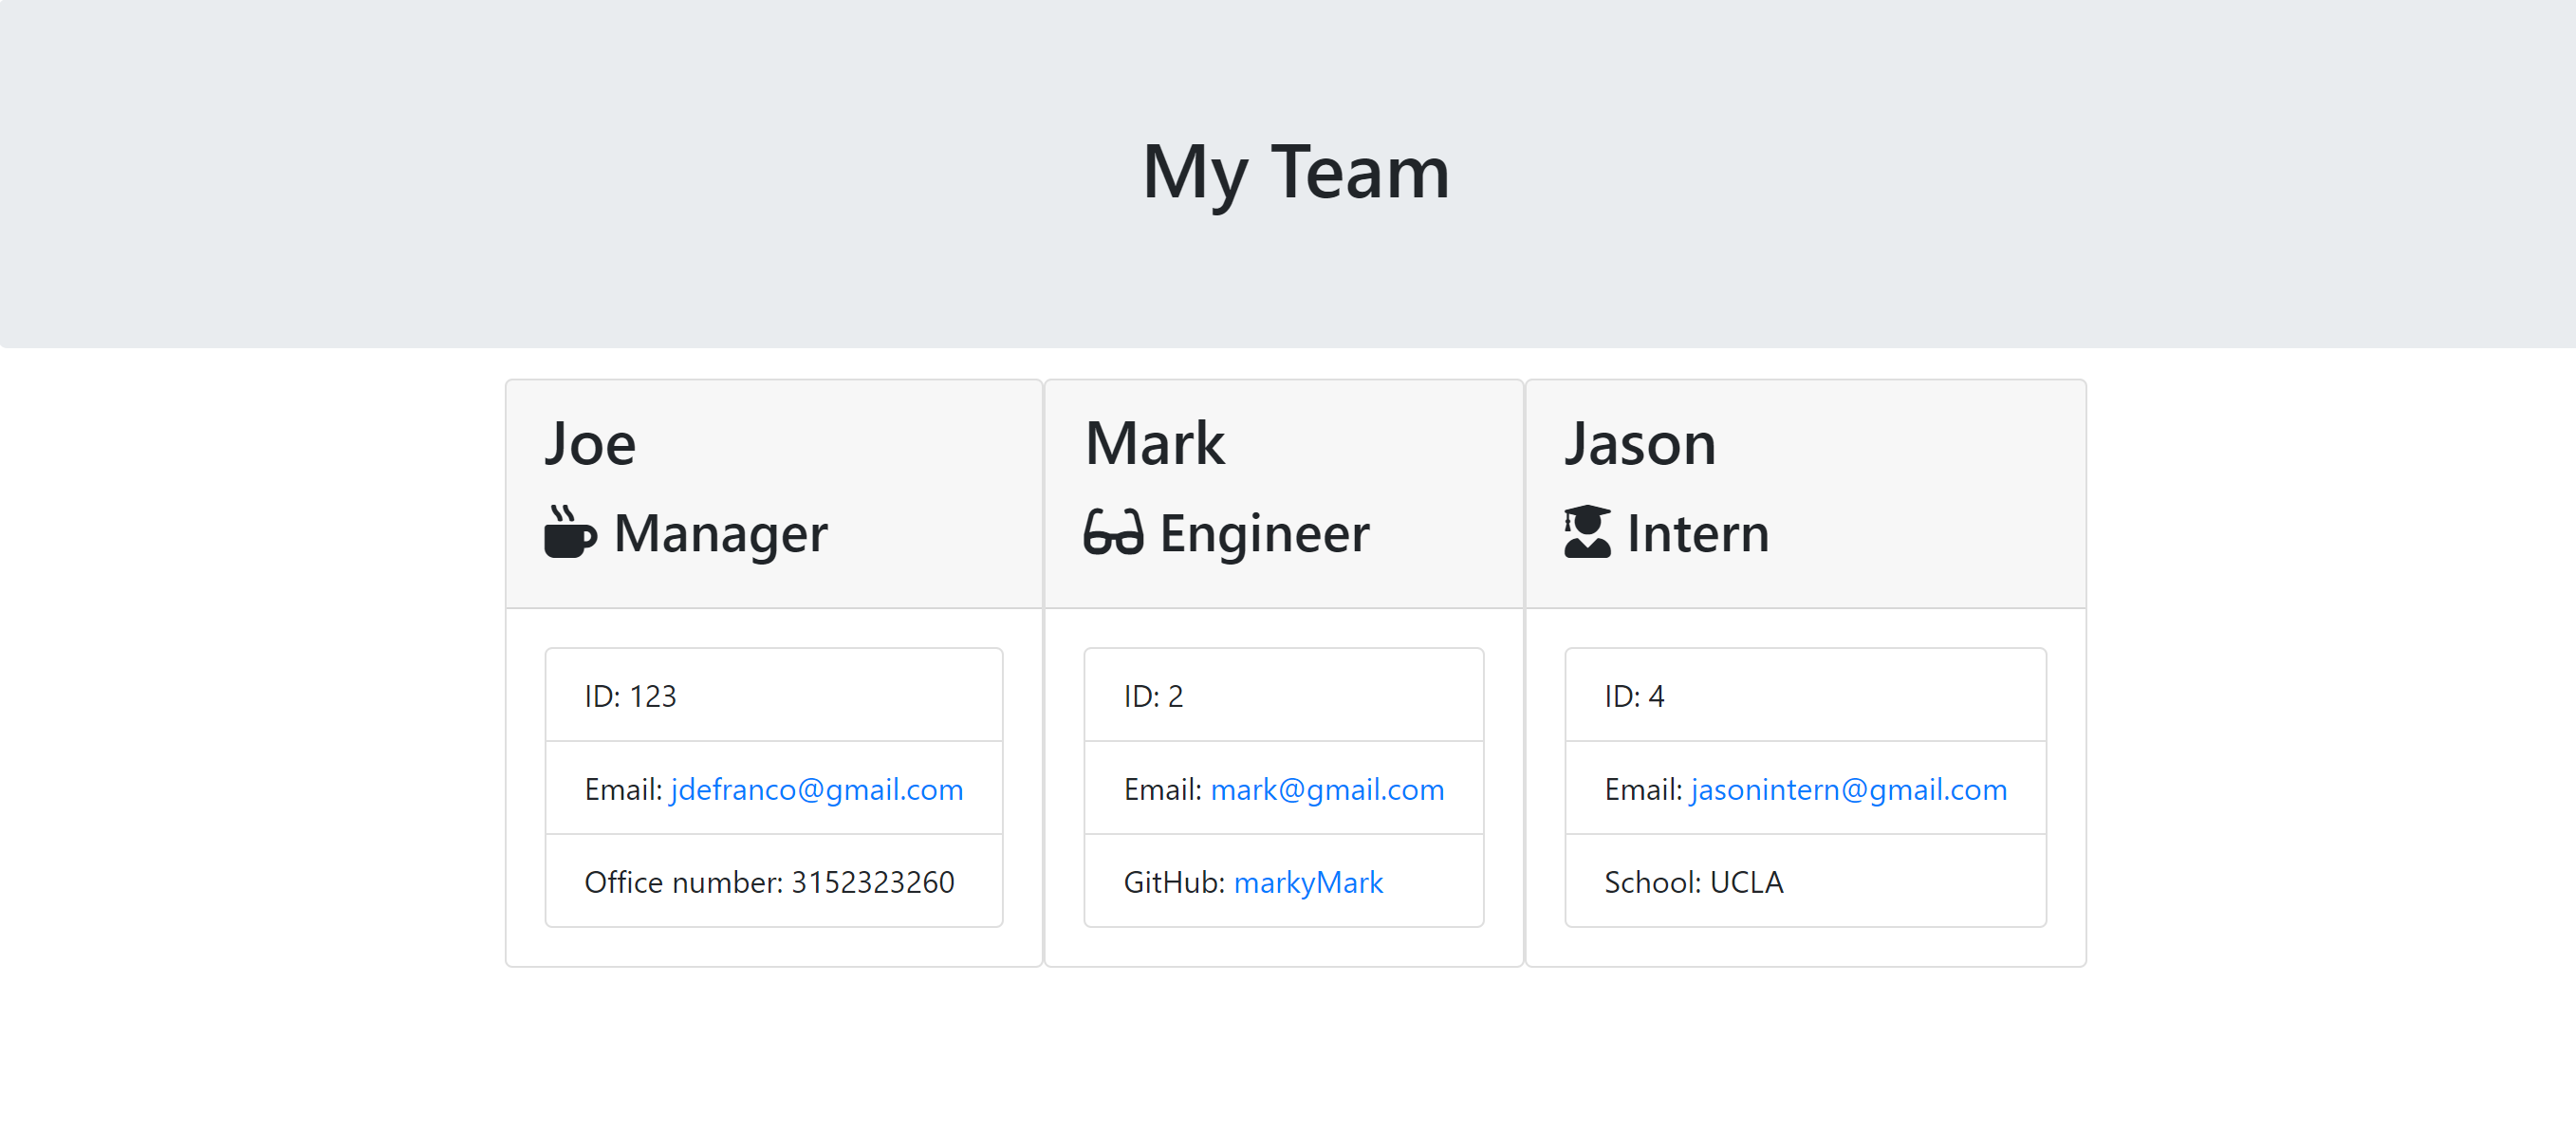 My Team
Joe
Manager
ID: 123
Email: jdefranco@gmail.com
Office number: 3152323260
Mark
Engineer
ID: 2
Email: mark@gmail.com
GitHub: markyMark
Jason
Intern
ID: 4
Email: jasonintern@gmail.com
School: UCLA